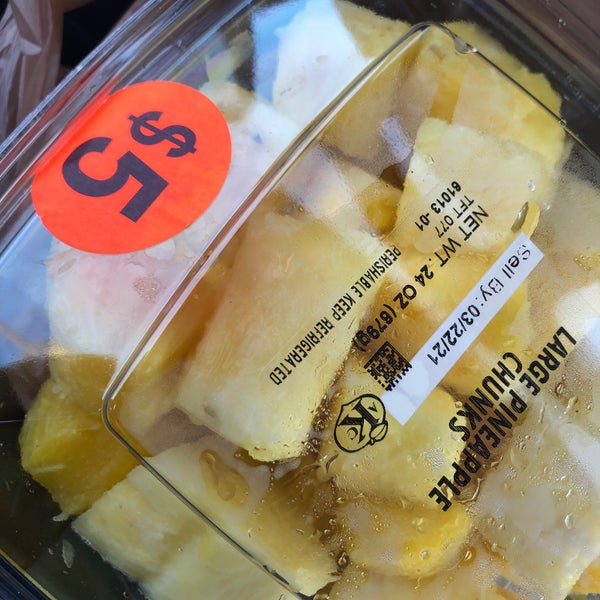 $5
LARGE PINEAPPLE
CHUNKS
Sell By: 03/22/21
NET WT. 24 OZ (679g)
TFT 077
61013-01
PERISHABLE KEEP REFRIGERATED